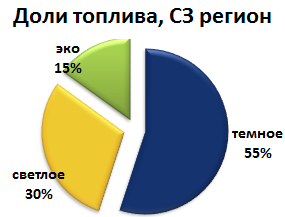 Доли топлива, СЗ регион
эко
15%
темное
55%
светлое
30%